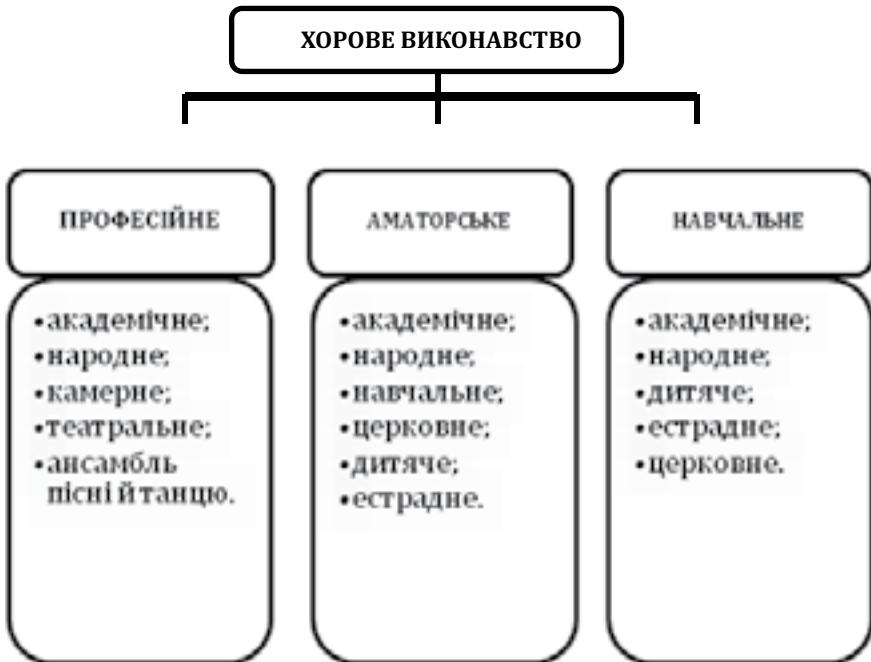 ХОРОВЕ ВИКОНАВСТВО
ПРОФЕСІЙНЕ
•академічне;
•народне;
•камерне;
•театральне;
•ансамбль
пісні й танцю.
АМАТОРСЬКЕ
•академічне;
•народне;
•навчальне;
•церковне;
•дитяче;
•естрадне.
НАВЧАЛЬНЕ
•академічне;
•народне;
•дитяче;
•естрадне;
•церковне.